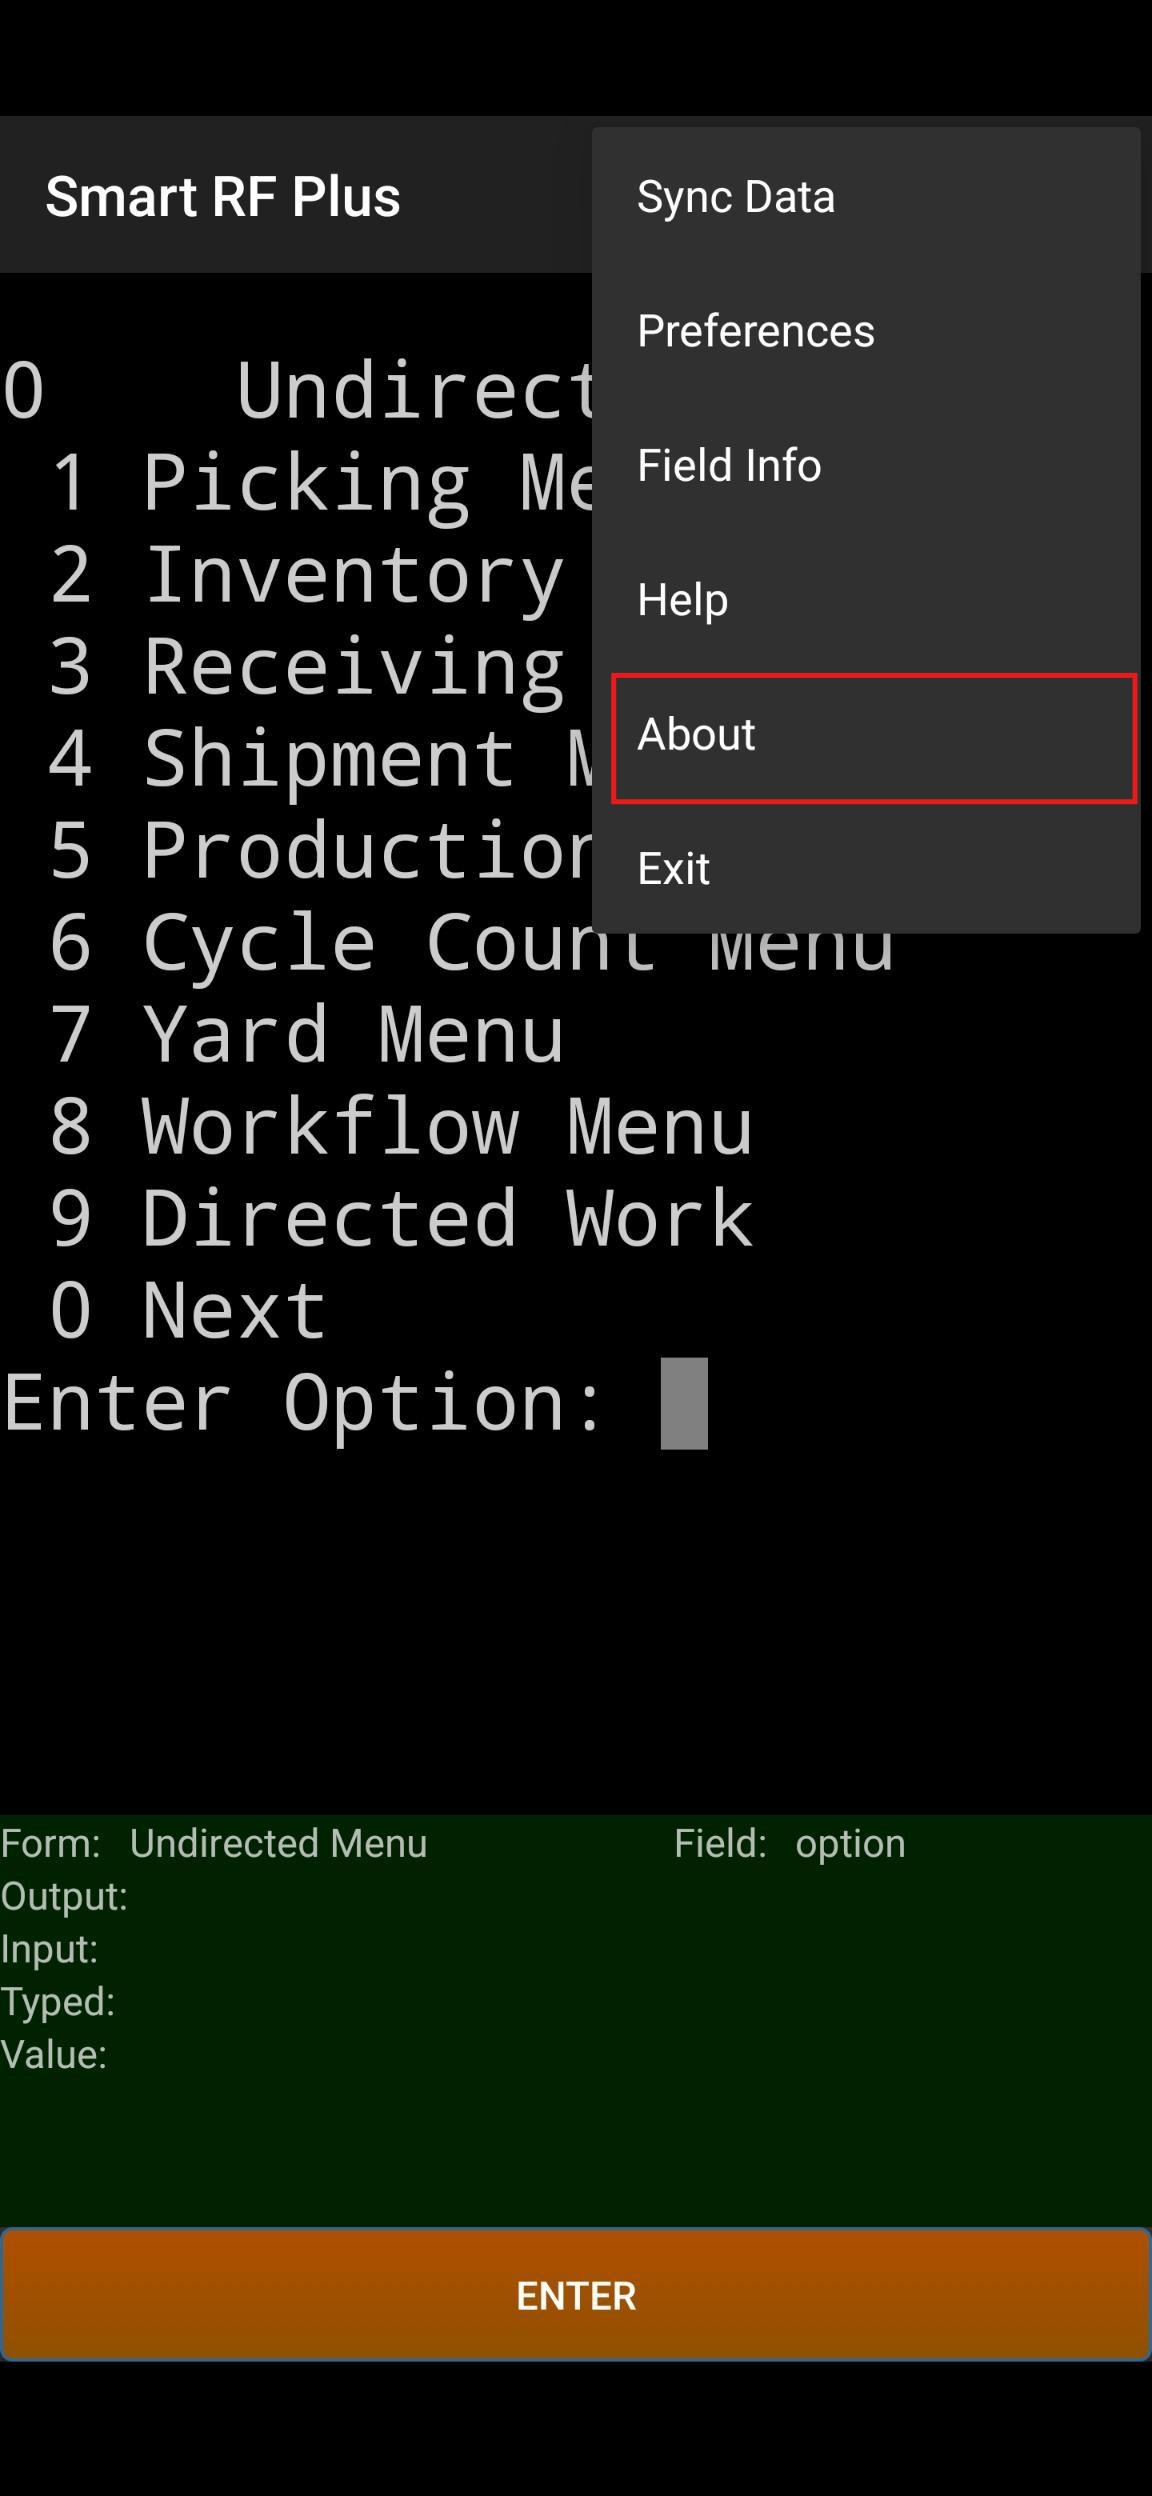 Smart RF Plus
Sync Data
Preferences
Field Info
Help
About
Exit
0 Undirect
1 Picking Me
2 Inventory
3 Receiving
4 Shipment
5 Production
6 Cycle Count Menu
7 Yard Menu
8 Workflow Menu
9 Directed Work
0 Next
Enter Option:
Form: Undirected Menu Field: option
Output:
Input:
Typed:
Value:
ENTER